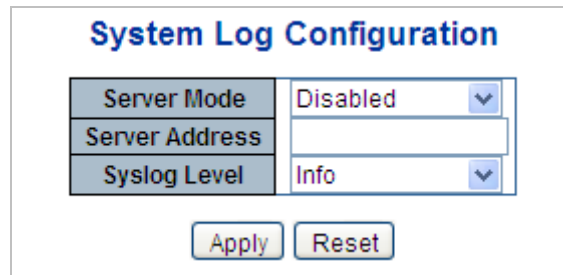 System Log Configuration
Server Mode Disabled
Server Address
Syslog Level Info
Apply Reset